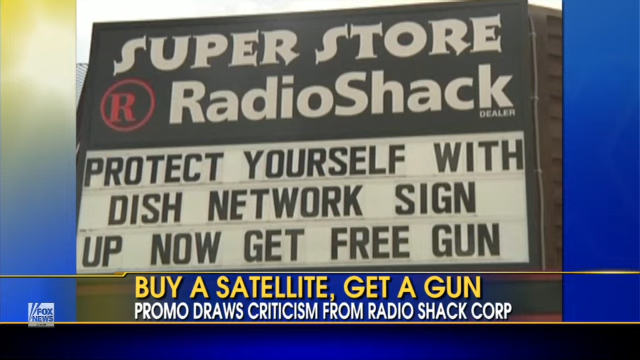 SUPER STORE
R RadioShack
DEALER
PROTECT YOURSELF WITH
DISH NETWORK SIGN
UP NOW GET FREE GUN
BUY A SATELLITE, GET A GUN
PROMO DRAWS CRITICISM FROM RADIO SHACK CORP
FOX
NEWS